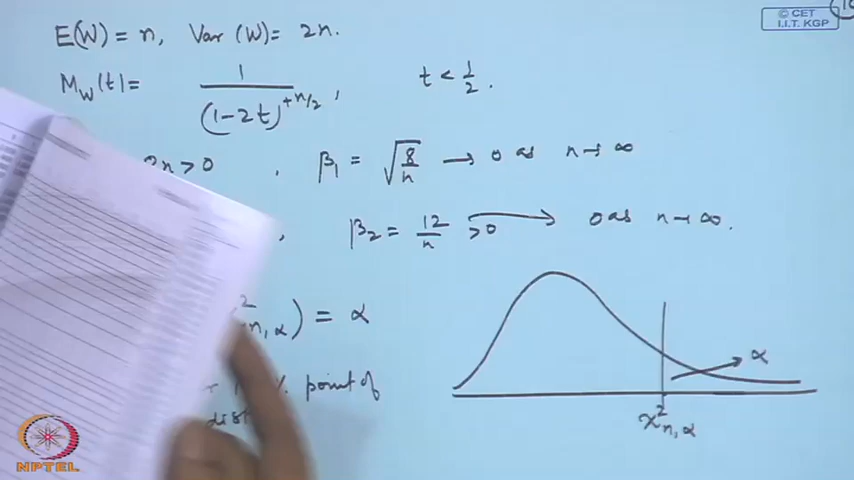 E(W) = n, Var (W) = 2n.
M_W(t) = 1 / (1-2t)^{+n/2}, t < 1/2.
2n > 0, β₁ = √(8/n) → 0 as n → ∞
β₂ = 12/n > 0 → 0 as n → ∞.
n,α) = α
% point of
α
χ²_{n,α}
© CET
I.I.T. KGP
NPTEL